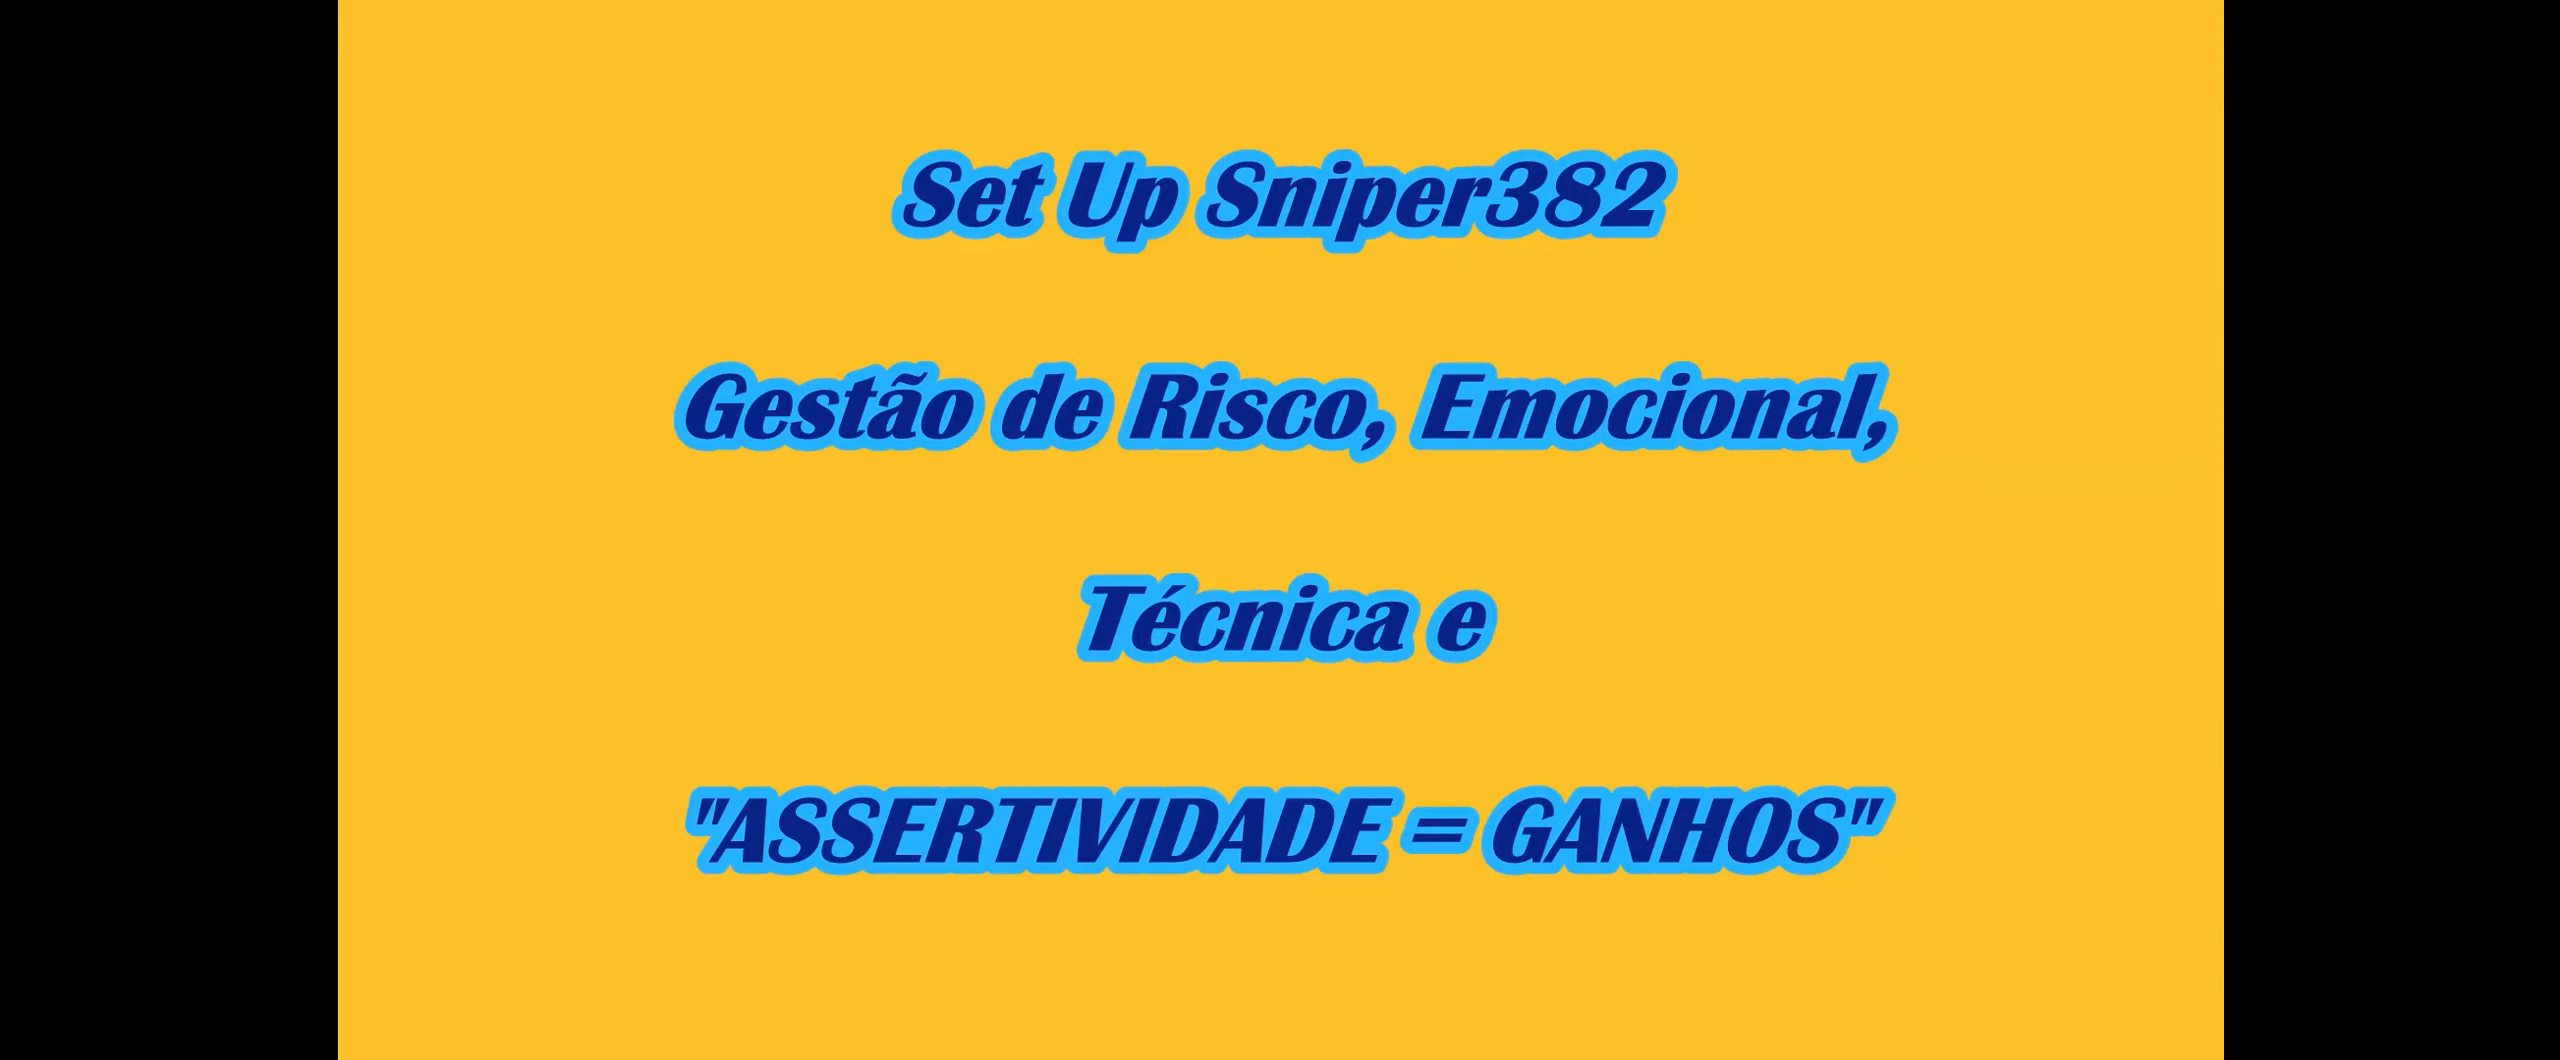 Set Up Sniper382
Gestão de Risco, Emocional,
Técnica e
"ASSERTIVIDADE = GANHOS"